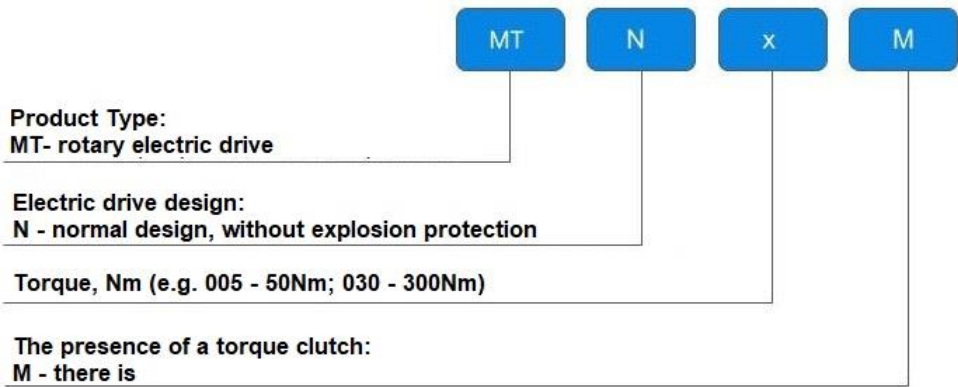 MT N x M
Product Type:
MT- rotary electric drive
Electric drive design:
N - normal design, without explosion protection
Torque, Nm (e.g. 005 - 50Nm; 030 - 300Nm)
The presence of a torque clutch:
M - there is